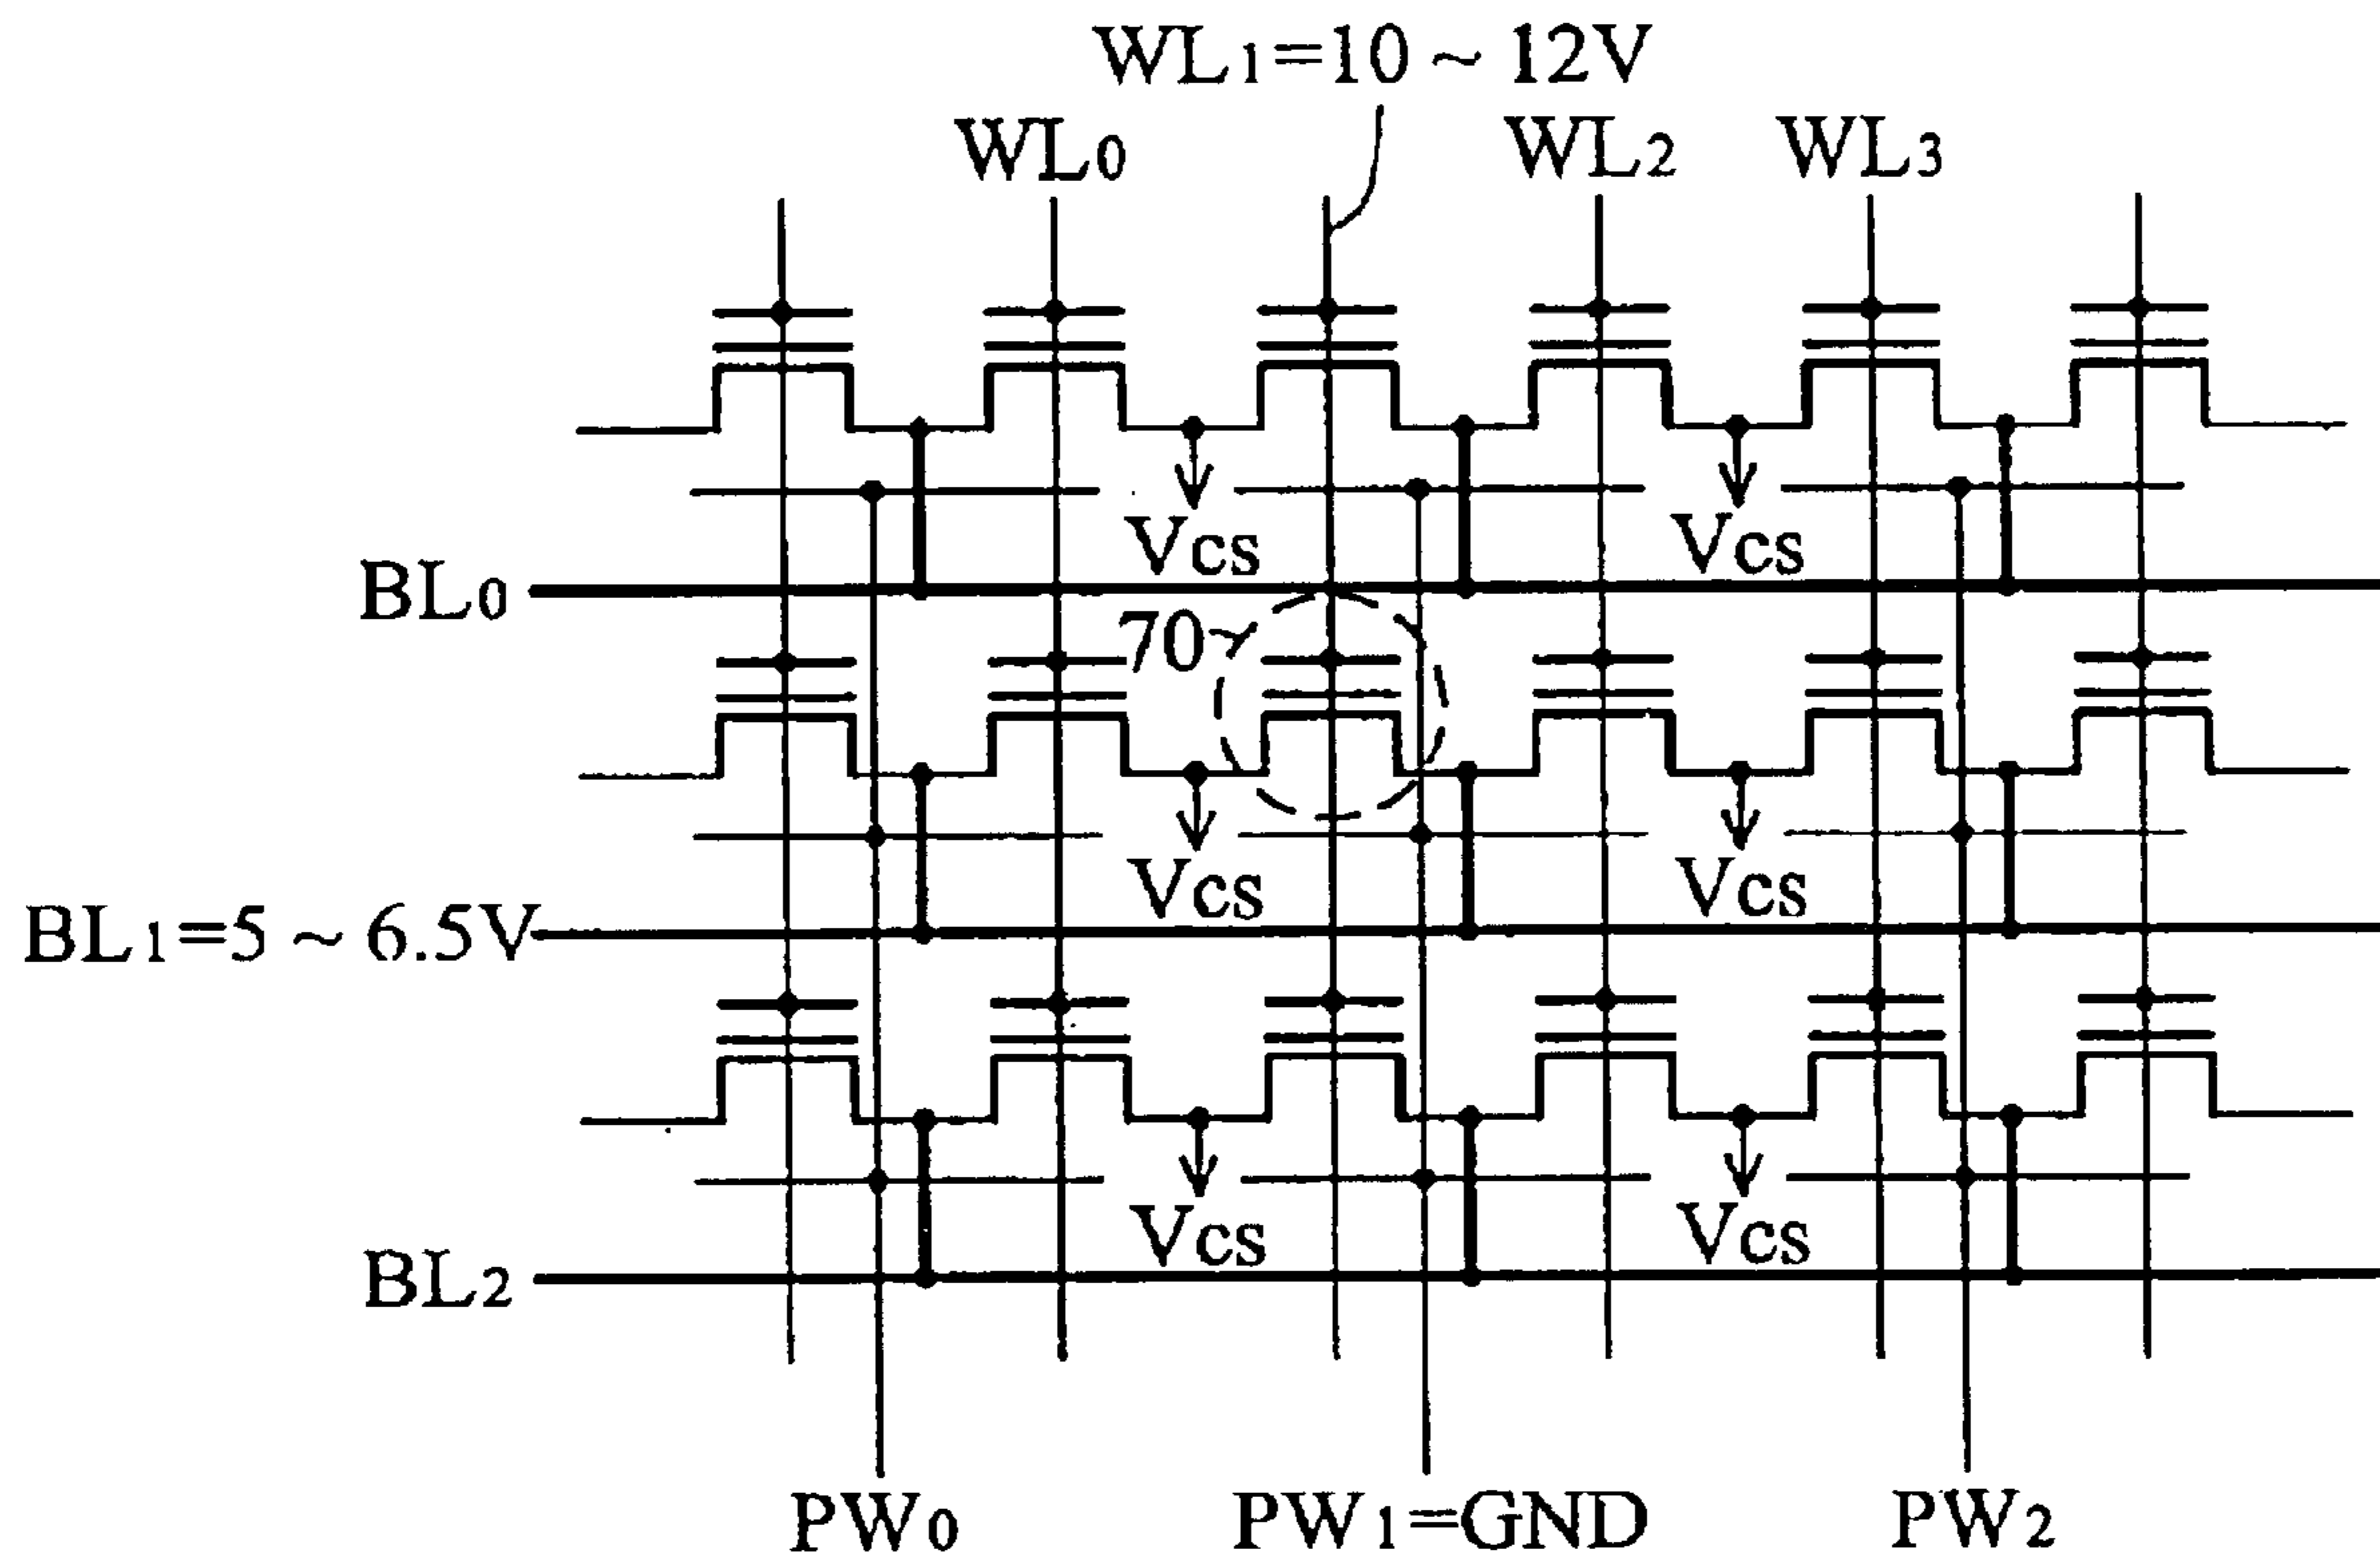 WL1=10 ~ 12V
WL0 WL2 WL3
Vcs Vcs
BL0
70
Vcs Vcs
BL1=5 ~ 6.5V
Vcs Vcs
BL2
PW0 PW1=GND PW2